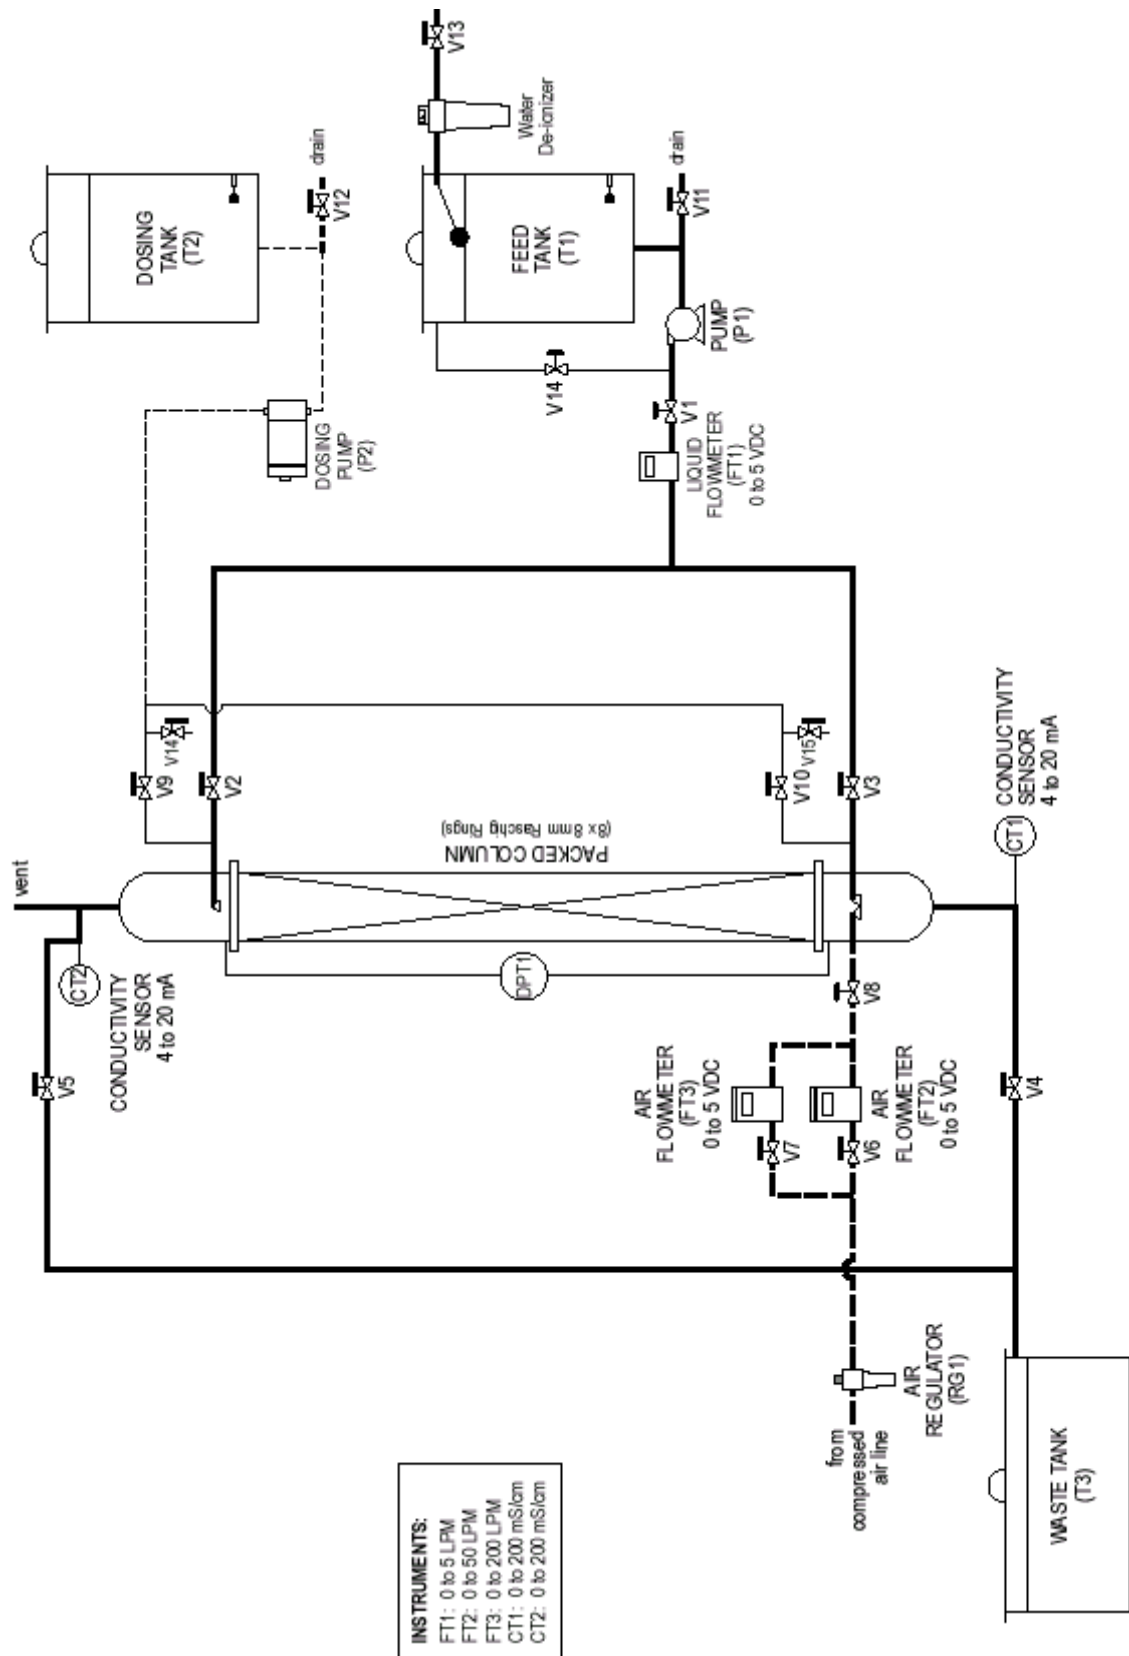 INSTRUMENTS:
FT1: 0 to 5 LPM
FT2: 0 to 50 LPM
FT3: 0 to 200 LPM
CT1: 0 to 200 mS/cm
CT2: 0 to 200 mS/cm
V5
vent
CT2
CONDUCTIVITY
SENSOR
4 to 20 mA
V9
V14
V2
DOSING
TANK
(T2)
drain
V12
DOSING
PUMP
(P2)
V13
Water
De-ionizer
FEED
TANK
(T1)
drain
V11
PUMP
(P1)
V14
V1
LIQUID
FLOWMETER
(FT1)
0 to 5 VDC
PACKED COLUMN
(8x 8mm Raschig Rings)
DPT1
V10
V15
V3
V8
AIR
FLOWMETER
(FT3)
0 to 5 VDC
V7
V6
AIR
FLOWMETER
(FT2)
0 to 5 VDC
from
compressed
air line
AIR
REGULATOR
(RG1)
CT1
CONDUCTIVITY
SENSOR
4 to 20 mA
V4
WASTE TANK
(T3)